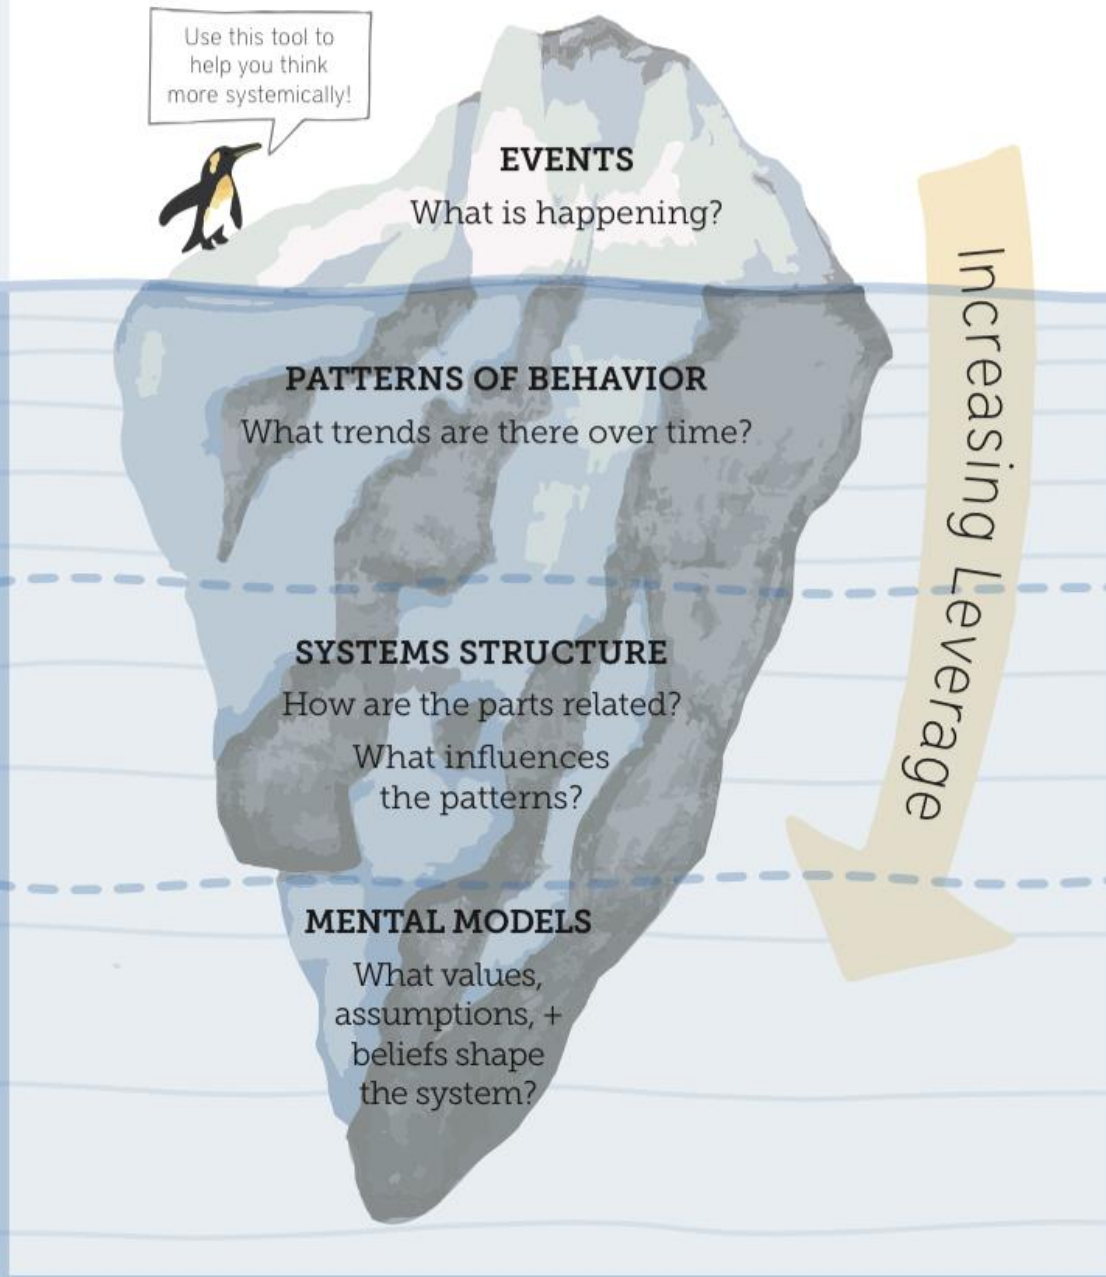 Use this tool to
help you think
more systemically!
EVENTS
What is happening?
PATTERNS OF BEHAVIOR
What trends are there over time?
SYSTEMS STRUCTURE
How are the parts related?
What influences
the patterns?
MENTAL MODELS
What values,
assumptions, +
beliefs shape
the system?
Increasing Leverage